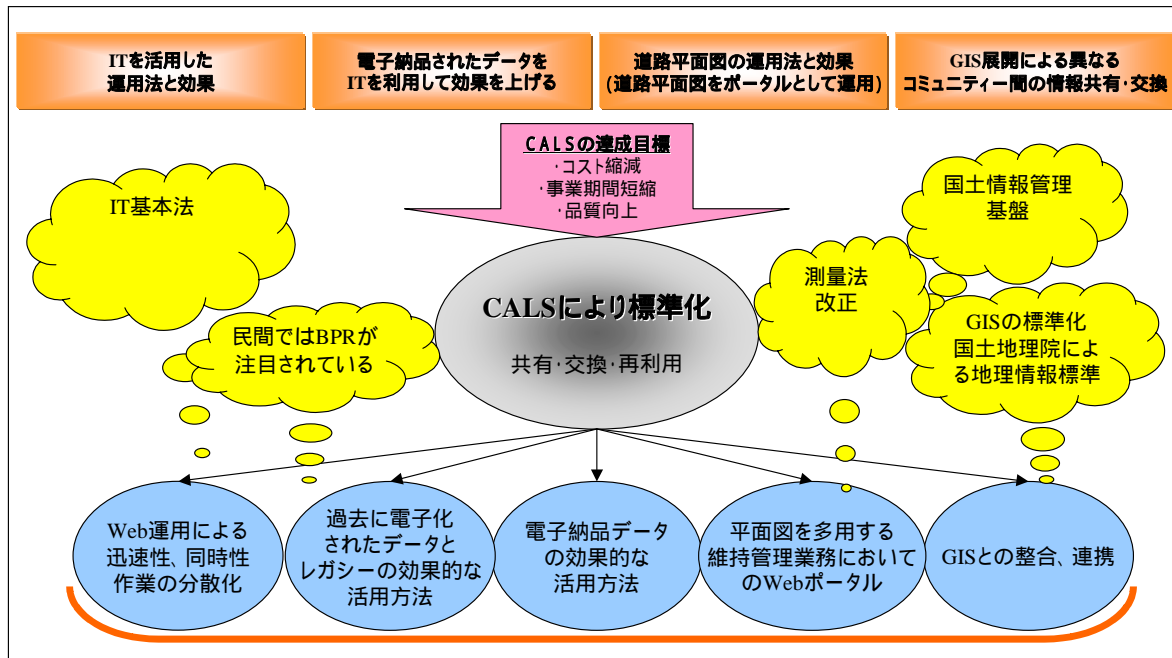 ITを活用した
運用法と効果
電子納品されたデータを
ITを利用して効果を上げる
道路平面図の運用法と効果
(道路平面図をポータルとして運用)
GIS展開による異なる
コミュニティー間の情報共有・交換
CALSの達成目標
・コスト縮減
・事業期間短縮
・品質向上
IT基本法
国土情報管理
基盤
測量法
改正
CALSにより標準化
共有・交換・再利用
民間ではBPRが
注目されている
GISの標準化
国土地理院によ
る地理情報標準
Web運用による
迅速性、同時性
作業の分散化
過去に電子化
されたデータと
レガシーの効果的な
活用方法
電子納品データ
の効果的な
活用方法
平面図を多用する
維持管理業務において
のWebポータル
GISとの整合、連携